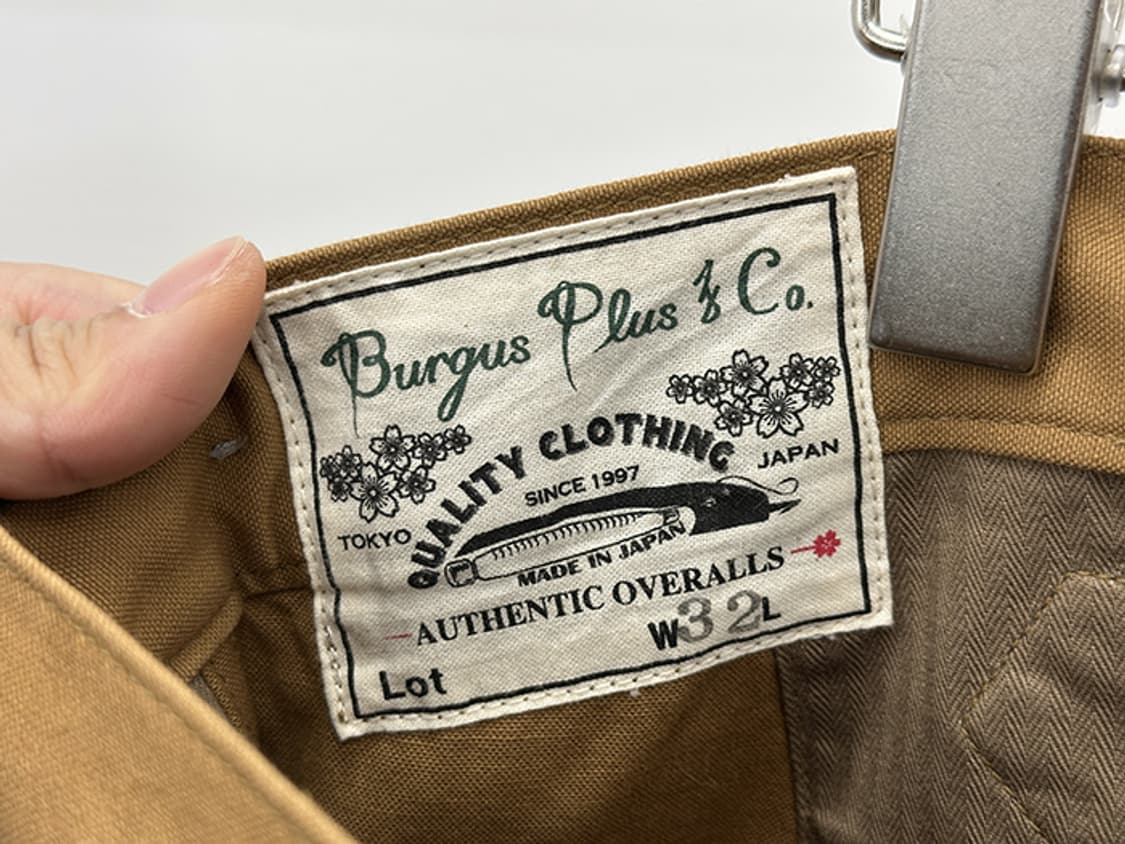 Burgus Plus & Co.
QUALITY CLOTHING
SINCE 1997
TOKYO
JAPAN
MADE IN JAPAN
AUTHENTIC OVERALLS
W32L
Lot